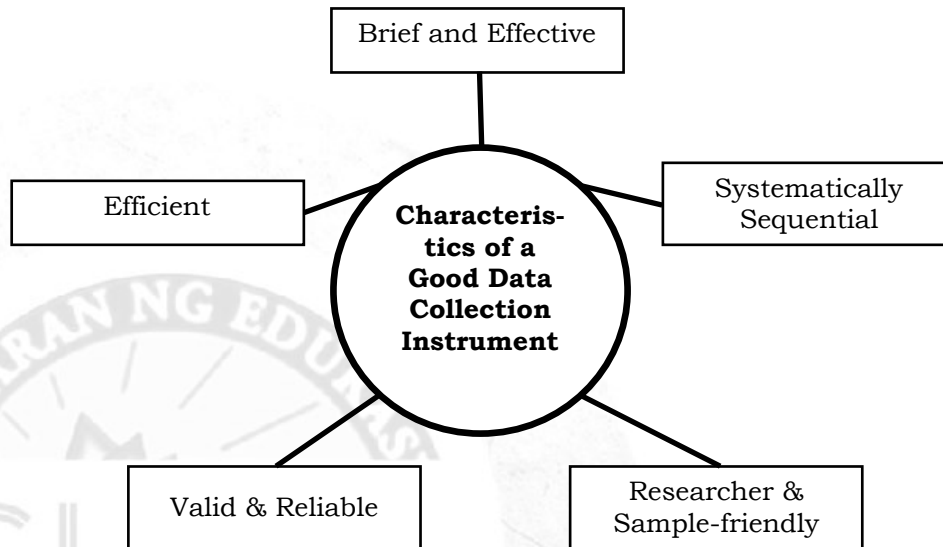 Brief and Effective
Efficient
Systematically
Sequential
Characteris-
tics of a
Good Data
Collection
Instrument
Valid & Reliable
Researcher &
Sample-friendly